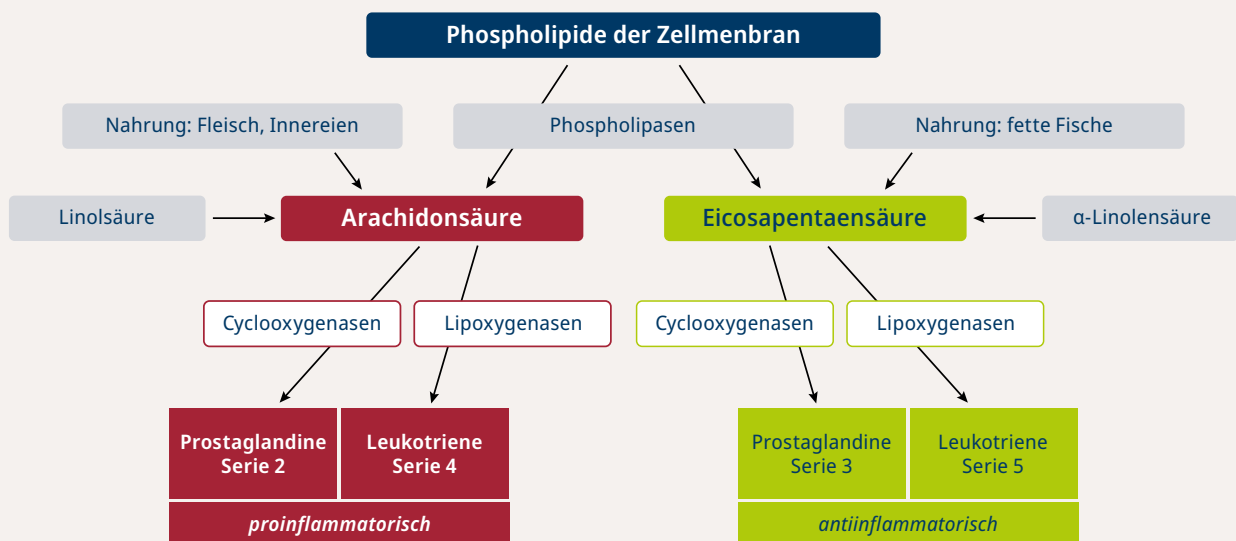 Phospholipide der Zellmenbran
Nahrung: Fleisch, Innereien
Phospholipasen
Nahrung: fette Fische
Linolsäure
Arachidonsäure
Eicosapentaensäure
α-Linolensäure
Cyclooxygenasen
Lipoxygenasen
Cyclooxygenasen
Lipoxygenasen
Prostaglandine
Serie 2
Leukotriene
Serie 4
Prostaglandine
Serie 3
Leukotriene
Serie 5
proinflammatorisch
antiinflammatorisch